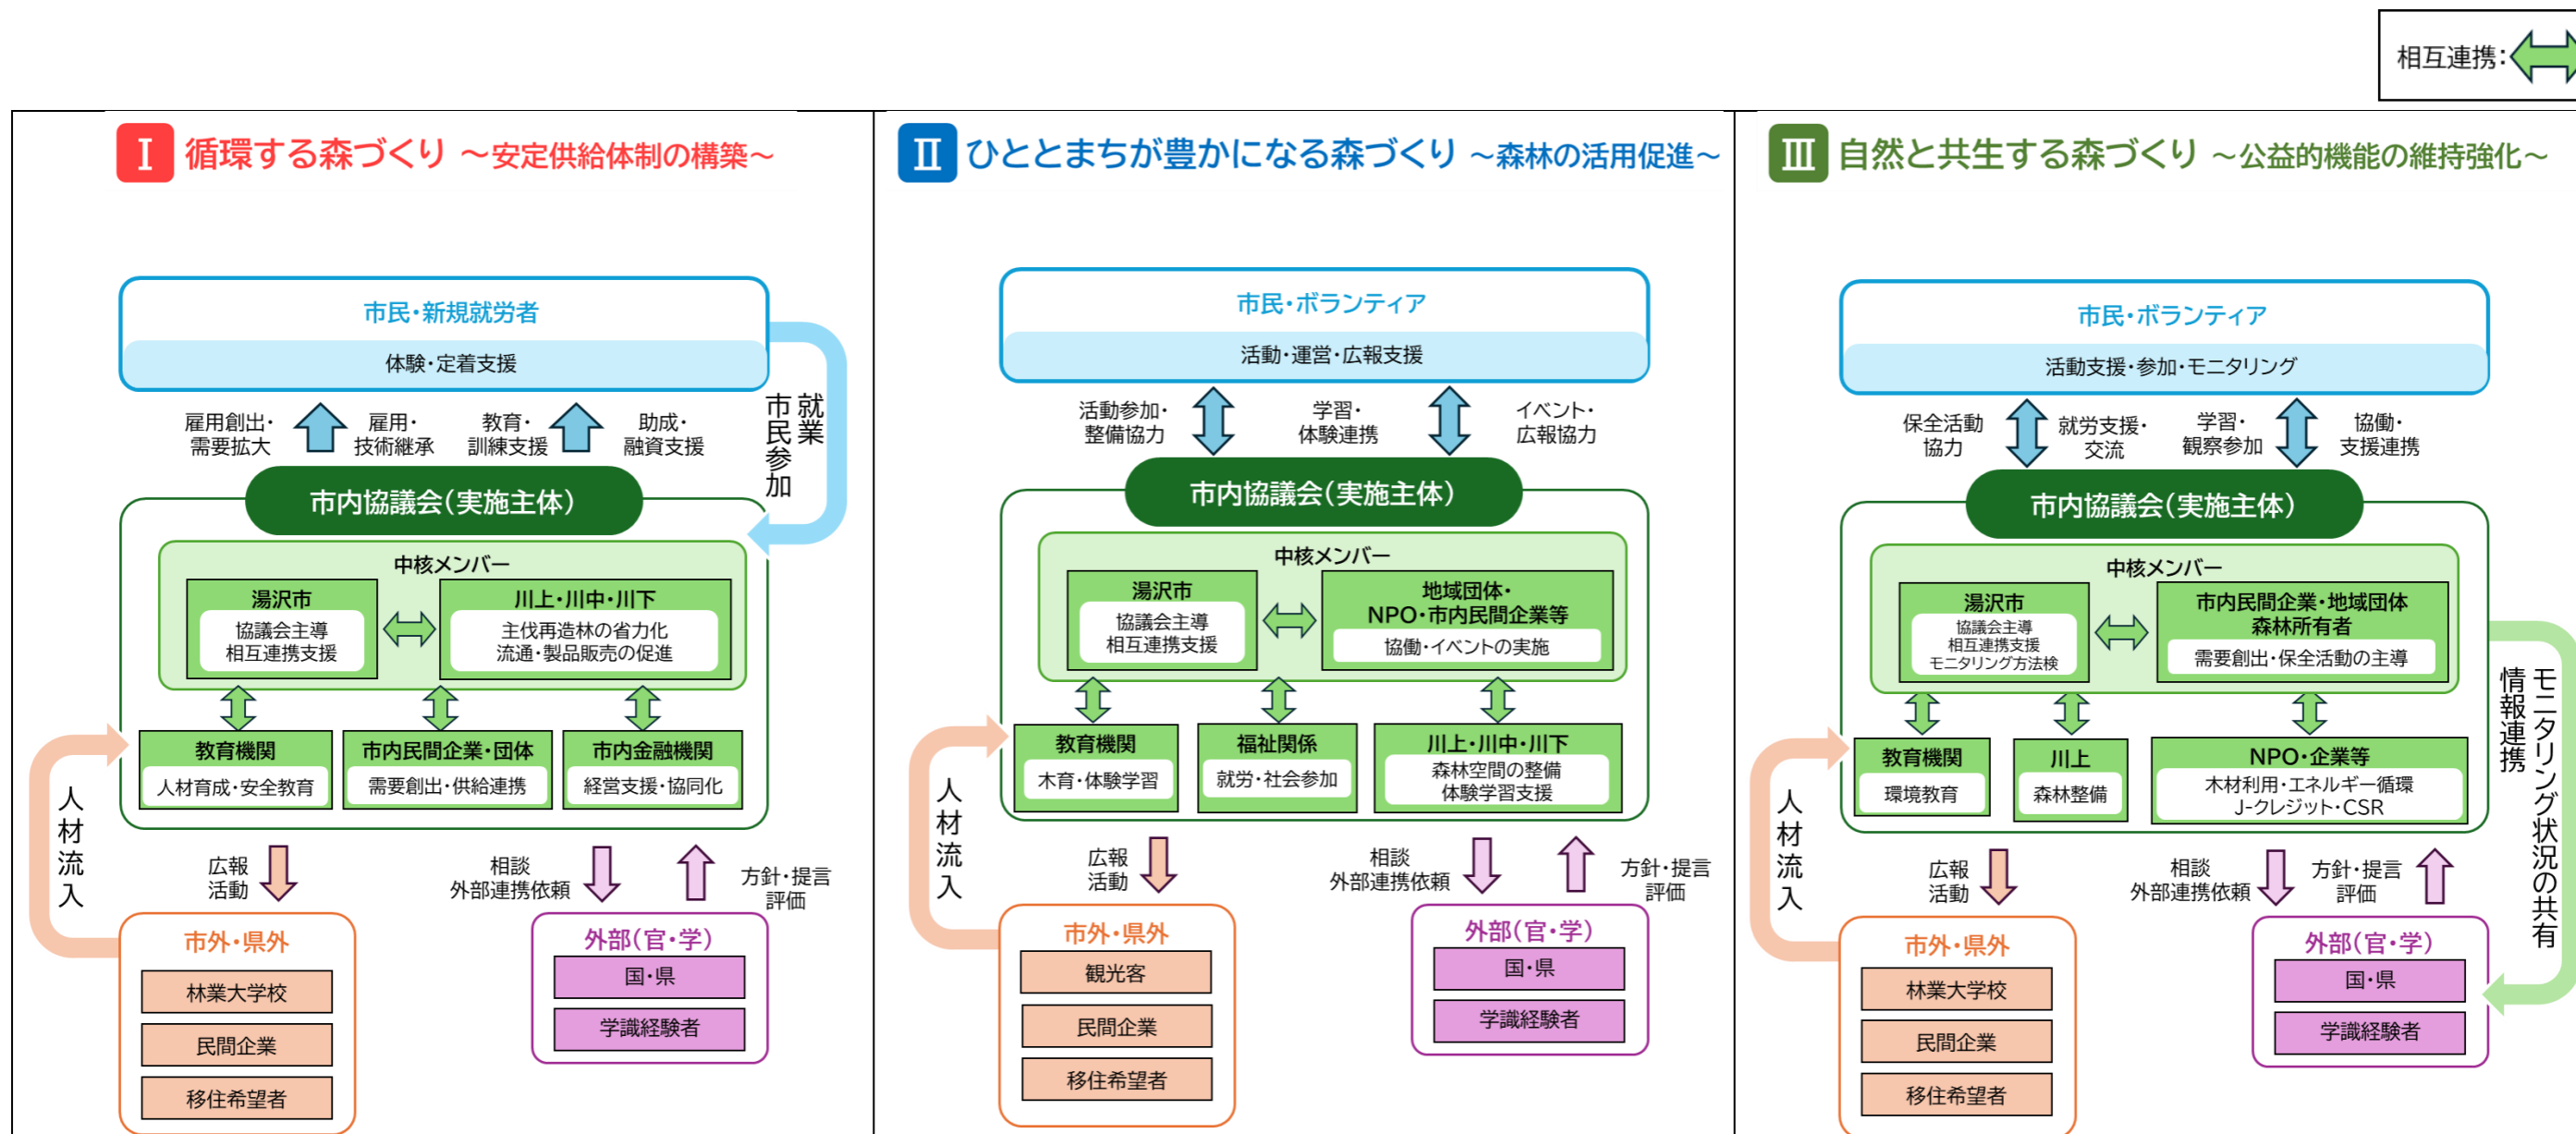 相互連携：
Ⅰ 循環する森づくり ～安定供給体制の構築～
市民・新規就労者
体験・定着支援
雇用創出・
需要拡大
雇用・
技術継承
教育・
訓練支援
助成・
融資支援
就業
市民参加
市内協議会（実施主体）
中核メンバー
湯沢市
協議会主導
相互連携支援
川上・川中・川下
主伐再造林の省力化
流通・製品販売の促進
教育機関
人材育成・安全教育
市内民間企業・団体
需要創出・供給連携
市内金融機関
経営支援・協同化
人材流入
広報
活動
相談
外部連携依頼
方針・提言
評価
市外・県外
林業大学校
民間企業
移住希望者
外部（官・学）
国・県
学識経験者
Ⅱ ひととまちが豊かになる森づくり ～森林の活用促進～
市民・ボランティア
活動・運営・広報支援
活動参加・
整備協力
学習・
体験連携
イベント・
広報協力
市内協議会（実施主体）
中核メンバー
湯沢市
協議会主導
相互連携支援
地域団体・
NPO・市内民間企業等
協働・イベントの実施
教育機関
木育・体験学習
福祉関係
就労・社会参加
川上・川中・川下
森林空間の整備
体験学習支援
人材流入
広報
活動
相談
外部連携依頼
方針・提言
評価
市外・県外
観光客
民間企業
移住希望者
外部（官・学）
国・県
学識経験者
Ⅲ 自然と共生する森づくり ～公益的機能の維持強化～
市民・ボランティア
活動支援・参加・モニタリング
保全活動
協力
就労支援・
交流
学習・
観察参加
協働・
支援連携
市内協議会（実施主体）
中核メンバー
湯沢市
協議会主導
相互連携支援
モニタリング方法検
市内民間企業・地域団体
森林所有者
需要創出・保全活動の主導
教育機関
環境教育
川上
森林整備
NPO・企業等
木材利用・エネルギー循環
J-クレジット・CSR
モニタリング状況の共有
情報連携
人材流入
広報
活動
相談
外部連携依頼
方針・提言
評価
市外・県外
林業大学校
民間企業
移住希望者
外部（官・学）
国・県
学識経験者